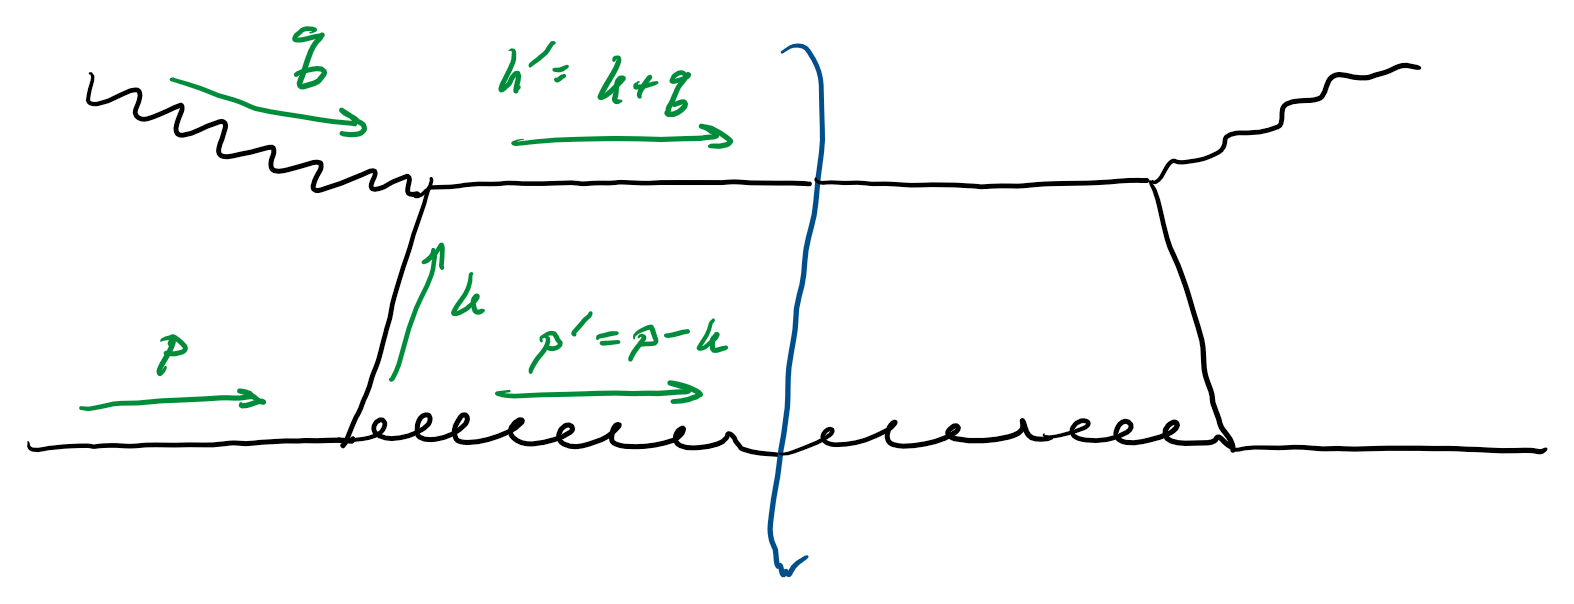 q
k' = k+q
k
p
p' = p-k